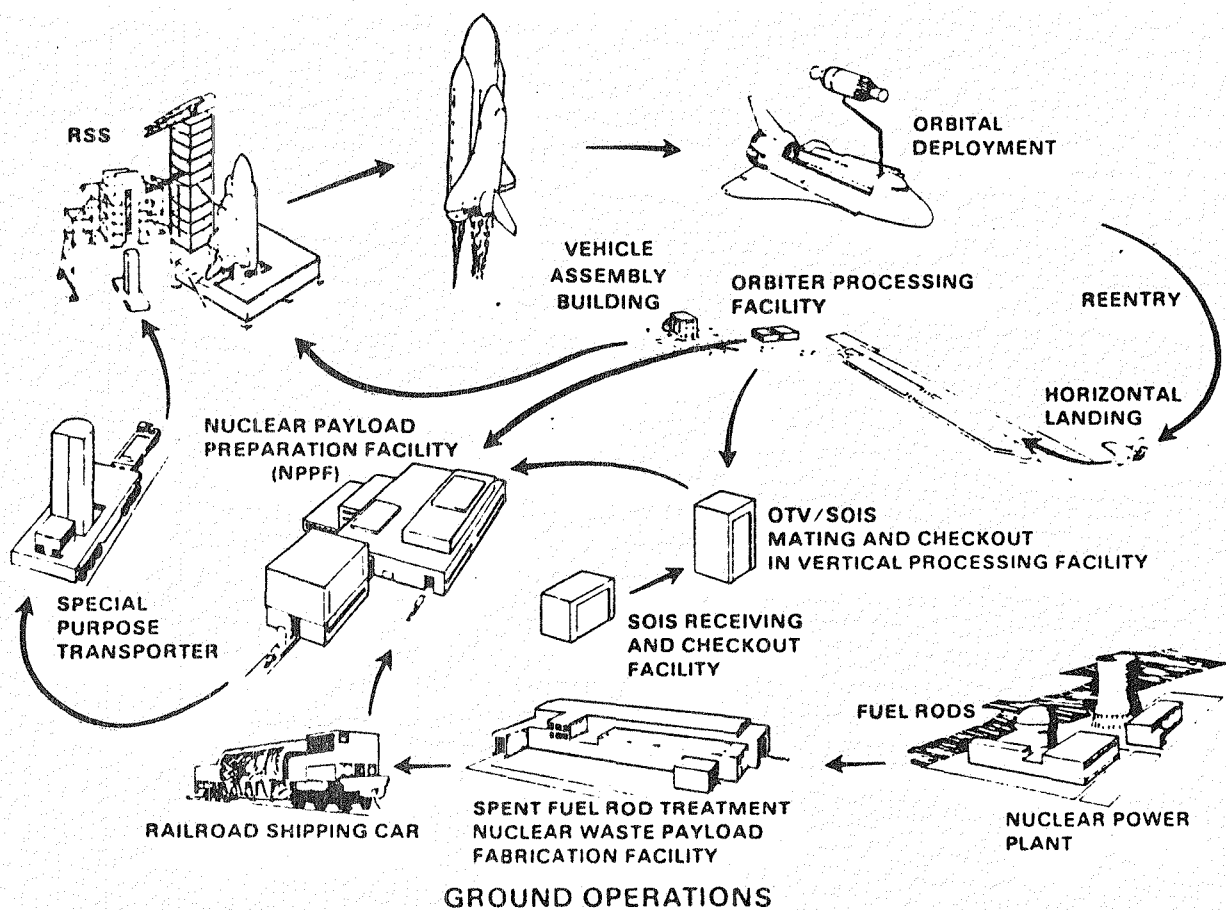 RSS
ORBITAL
DEPLOYMENT
VEHICLE
ASSEMBLY
BUILDING
ORBITER PROCESSING
FACILITY
REENTRY
HORIZONTAL
LANDING
NUCLEAR PAYLOAD
PREPARATION FACILITY
(NPPF)
OTV/SOIS
MATING AND CHECKOUT
IN VERTICAL PROCESSING FACILITY
SPECIAL
PURPOSE
TRANSPORTER
SOIS RECEIVING
AND CHECKOUT
FACILITY
FUEL RODS
RAILROAD SHIPPING CAR
SPENT FUEL ROD TREATMENT
NUCLEAR WASTE PAYLOAD
FABRICATION FACILITY
NUCLEAR POWER
PLANT
GROUND OPERATIONS